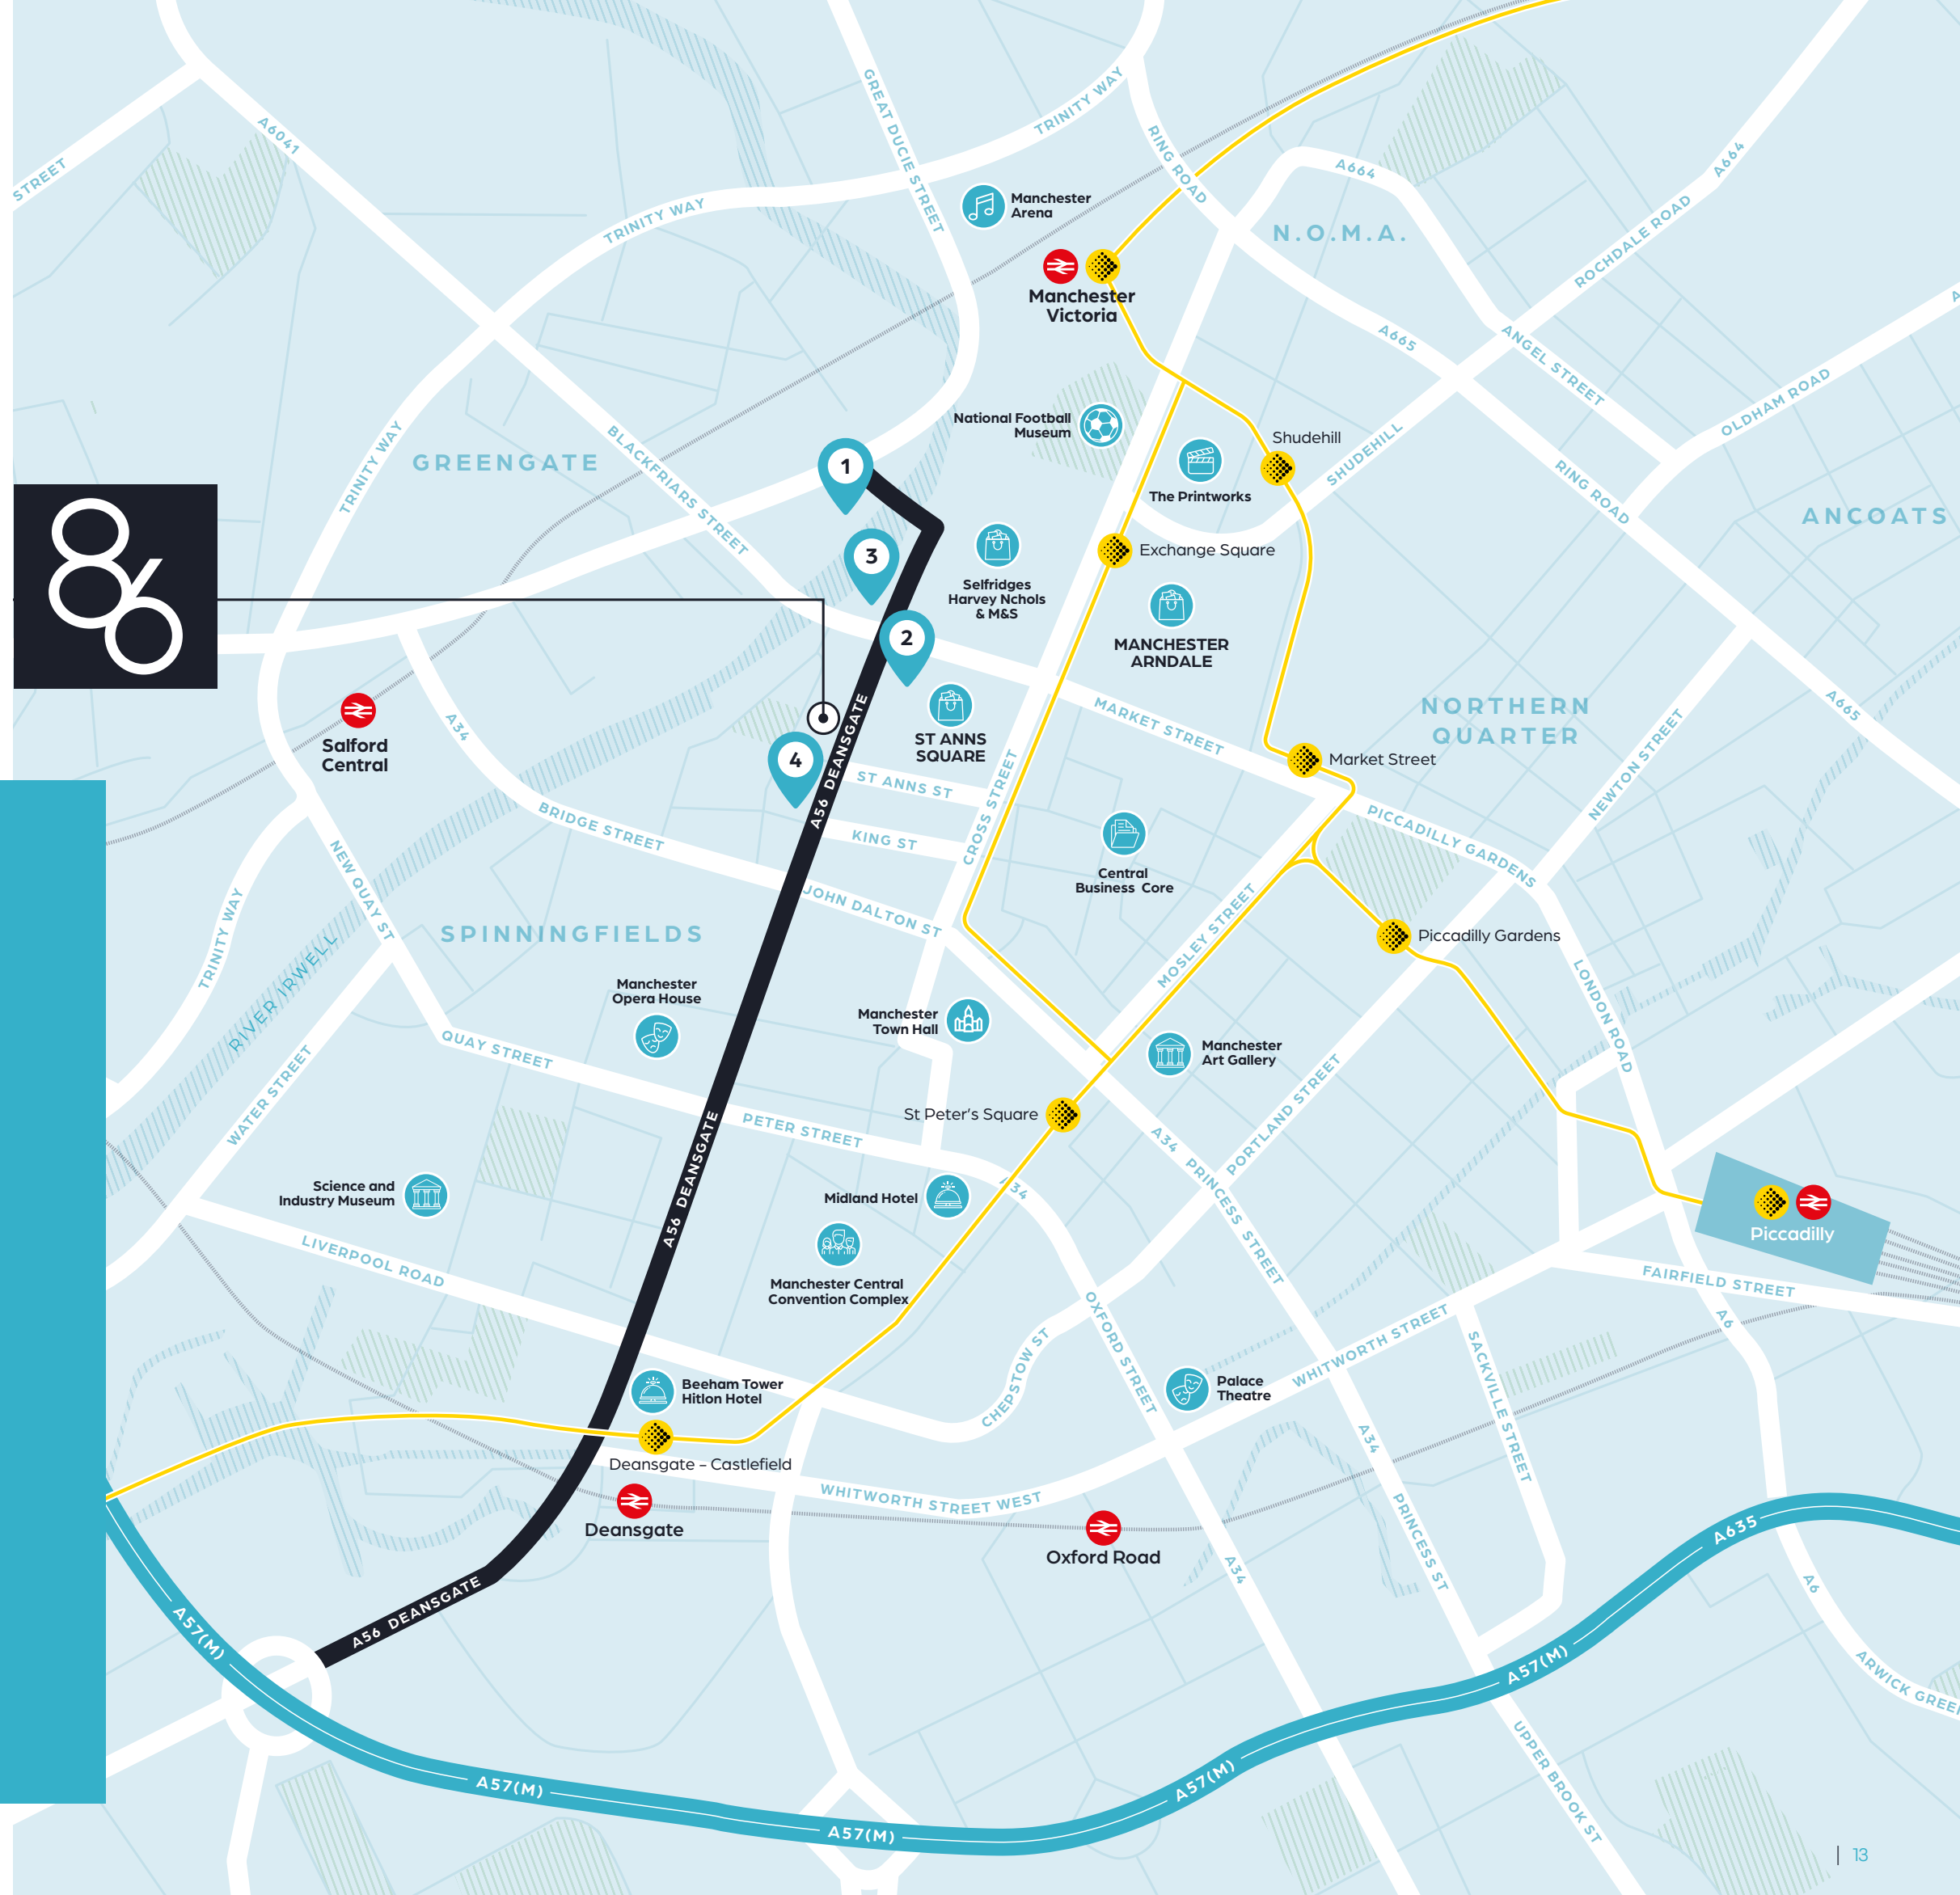 GREAT DUCIE STREET
TRINITY WAY
RING ROAD
A6041
STREET
A664
A664
Manchester
Arena
TRINITY WAY
N.O.M.A.
ROCHDALE ROAD
Manchester
Victoria
A665
ANGEL STREET
OLDHAM ROAD
National Football
Museum
Shudehill
TRINITY WAY
GREENGATE
BLACKFRIARS STREET
1
The Printworks
SHUDEHILL
RING ROAD
ANCOATS
86
3
Exchange Square
Selfridges
Harvey Nchols
& M&S
2
MANCHESTER
ARNDALE
A665
Salford
Central
A34
ST ANNS
SQUARE
MARKET STREET
NORTHERN
QUARTER
4
A56 DEANSGATE
ST ANNS ST
CROSS STREET
Market Street
NEWTON STREET
BRIDGE STREET
KING ST
PICCADILLY GARDENS
NEW QUAY ST
Central
Business Core
JOHN DALTON ST
MOSLEY STREET
Piccadilly Gardens
TRINITY WAY
RIVER IRWELL
SPINNINGFIELDS
Manchester
Opera House
Manchester
Town Hall
LONDON ROAD
QUAY STREET
Manchester
Art Gallery
WATER STREET
PETER STREET
St Peter's Square
A34 PRINCESS STREET
PORTLAND STREET
A56 DEANSGATE
Science and
Industry Museum
Midland Hotel
A34
Piccadilly
LIVERPOOL ROAD
Manchester Central
Convention Complex
FAIRFIELD STREET
OXFORD STREET
A6
WHITWORTH STREET
SACKVILLE STREET
CHEPSTOW ST
Beeham Tower
Hitlon Hotel
Palace
Theatre
A34
Deansgate – Castlefield
WHITWORTH STREET WEST
Deansgate
Oxford Road
A34
PRINCESS ST
A635
A6
A56 DEANSGATE
A57(M)
A57(M)
ARWICK GREE
A57(M)
A57(M)
A57(M)
UPPER BROOK ST
| 13